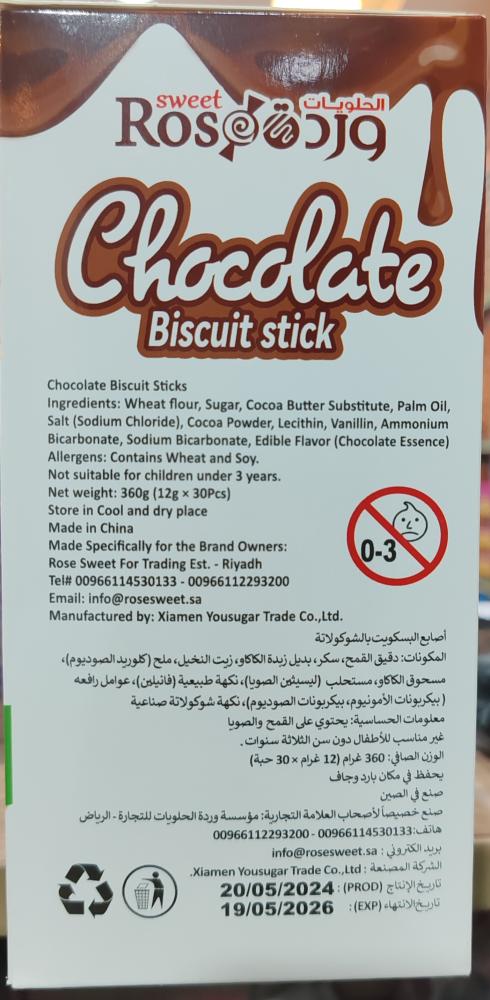 sweet الحلويات
Rose وردة
Chocolate
Biscuit stick
Chocolate Biscuit Sticks
Ingredients: Wheat flour, Sugar, Cocoa Butter Substitute, Palm Oil,
Salt (Sodium Chloride), Cocoa Powder, Lecithin, Vanillin, Ammonium
Bicarbonate, Sodium Bicarbonate, Edible Flavor (Chocolate Essence)
Allergens: Contains Wheat and Soy.
Not suitable for children under 3 years.
Net weight: 360g (12g × 30Pcs)
Store in Cool and dry place
Made in China
Made Specifically for the Brand Owners:
Rose Sweet For Trading Est. - Riyadh
Tel# 00966114530133 - 00966112293200
Email: info@rosesweet.sa
Manufactured by: Xiamen Yousugar Trade Co.,Ltd.
0-3
أصابع البسكويت بالشوكولاتة
المكونات: دقيق القمح، سكر، بديل زبدة الكاكاو، زيت النخيل، ملح (كلوريد الصوديوم)،
مسحوق الكاكاو، مستحلب (ليسيثين الصويا)، نكهة طبيعية (فانيلين)، عوامل رافعه
( بيكربونات الأمونيوم، بيكربونات الصوديوم)، نكهة شوكولاتة صناعية
معلومات الحساسية: يحتوي على القمح والصويا
غير مناسب للأطفال دون سن الثلاثة سنوات.
الوزن الصافي: 360 غرام (12 غرام × 30 حبة)
يحفظ في مكان بارد وجاف
صنع في الصين
صنع خصيصاً لأصحاب العلامة التجارية: مؤسسة وردة الحلويات للتجارة - الرياض
هاتف: 00966114530133 - 00966112293200
بريد الكتروني : info@rosesweet.sa
الشركة المصنعة : Xiamen Yousugar Trade Co.,Ltd.
تاريخ الإنتاج (PROD) : 20/05/2024
تاريخ الانتهاء (EXP) : 19/05/2026